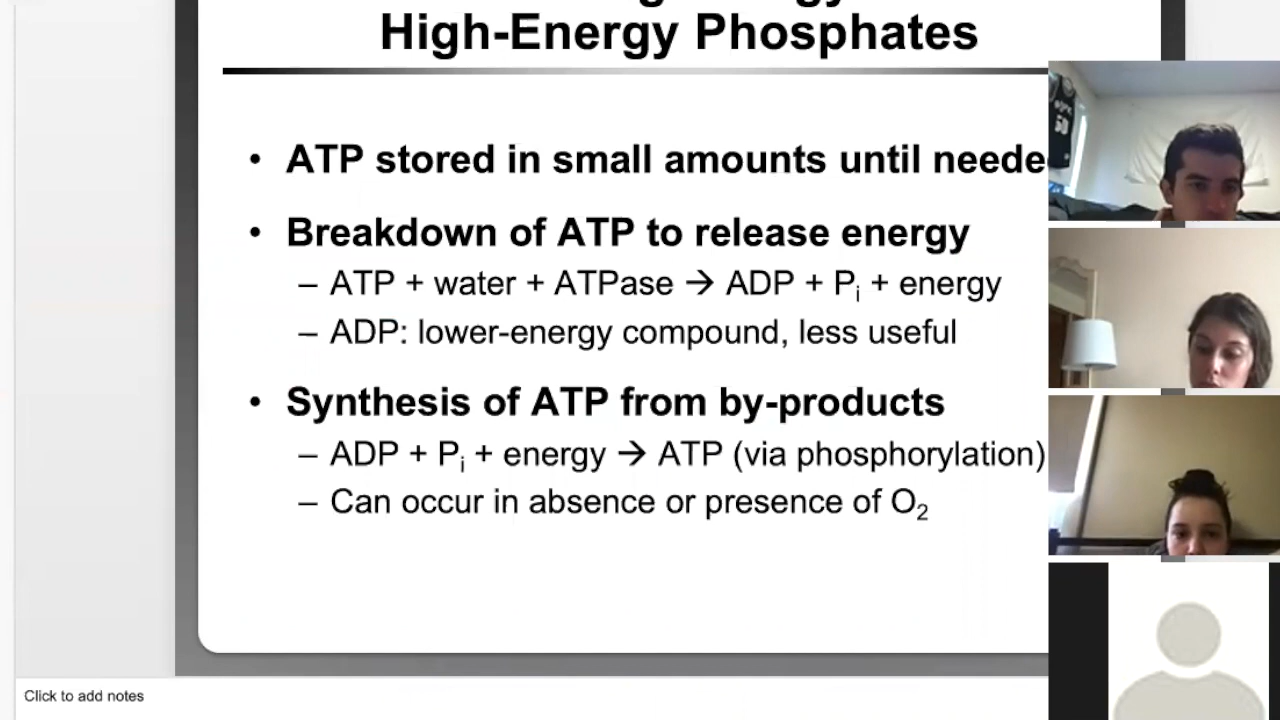 High-Energy Phosphates
• ATP stored in small amounts until neede
• Breakdown of ATP to release energy
– ATP + water + ATPase → ADP + Pi + energy
– ADP: lower-energy compound, less useful
• Synthesis of ATP from by-products
– ADP + Pi + energy → ATP (via phosphorylation)
– Can occur in absence or presence of O2
Click to add notes